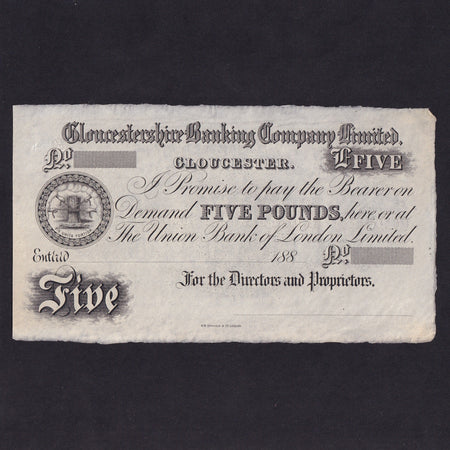 Gloucestershire Banking Company Limited.
No
GLOUCESTER.
£FIVE
I Promise to pay the Bearer on
Demand FIVE POUNDS, here, or at
The Union Bank of London Limited.
Entd
188
No
For the Directors and Proprietors.
Five